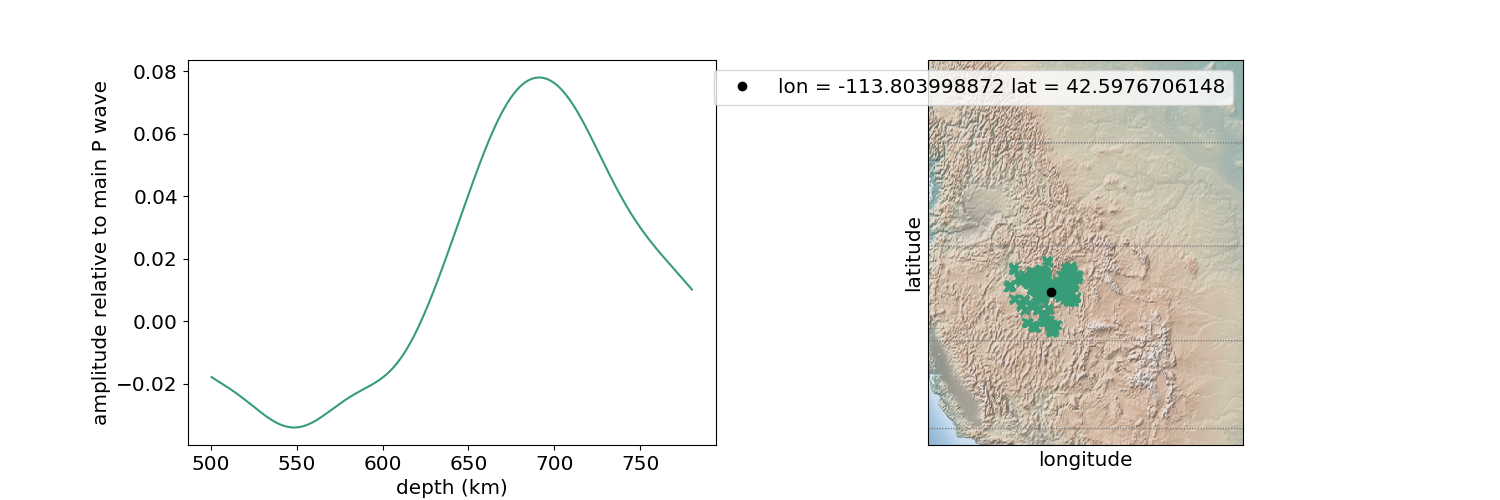 amplitude relative to main P wave
0.08
0.06
0.04
0.02
0.00
−0.02
500 550 600 650 700 750
depth (km)
lon = -113.803998872 lat = 42.5976706148
latitude
longitude